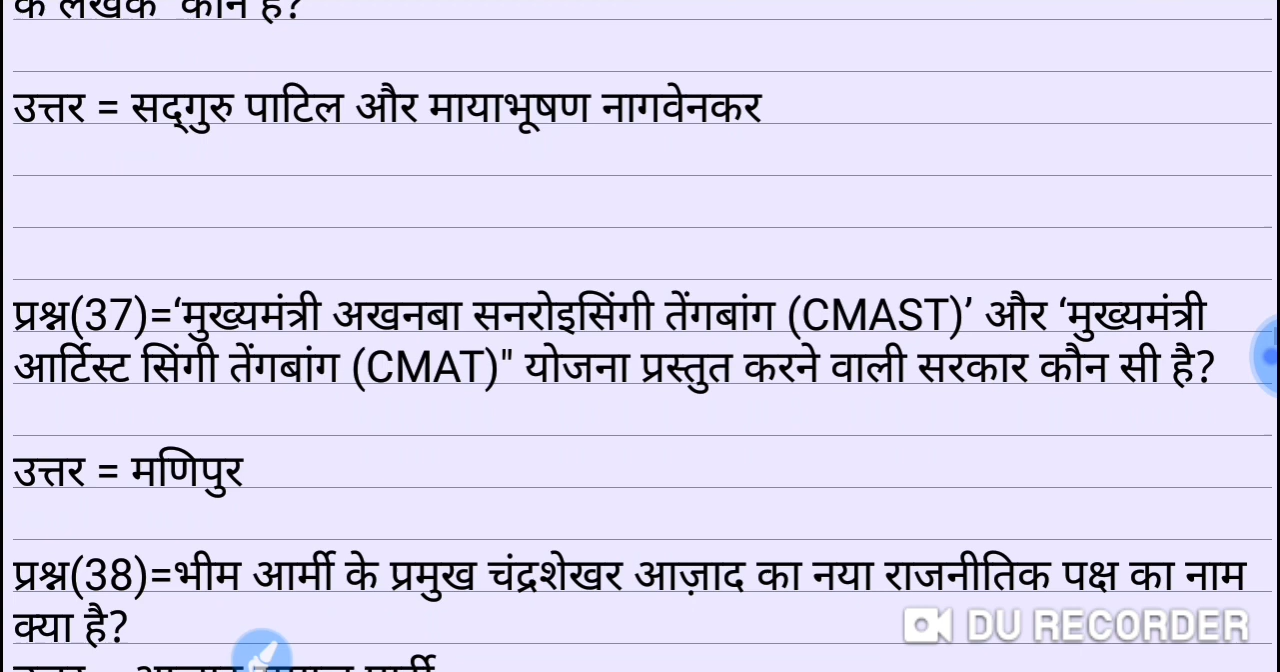 के लेखक कौन है?
उत्तर = सद्गुरु पाटिल और मायाभूषण नागवेनकर
प्रश्न(37)=‘मुख्यमंत्री अखनबा सनरोइसिंगी तेंगबांग (CMAST)’ और ‘मुख्यमंत्री
आर्टिस्ट सिंगी तेंगबांग (CMAT)" योजना प्रस्तुत करने वाली सरकार कौन सी है?
उत्तर = मणिपुर
प्रश्न(38)=भीम आर्मी के प्रमुख चंद्रशेखर आज़ाद का नया राजनीतिक पक्ष का नाम
क्या है?
DU RECORDER